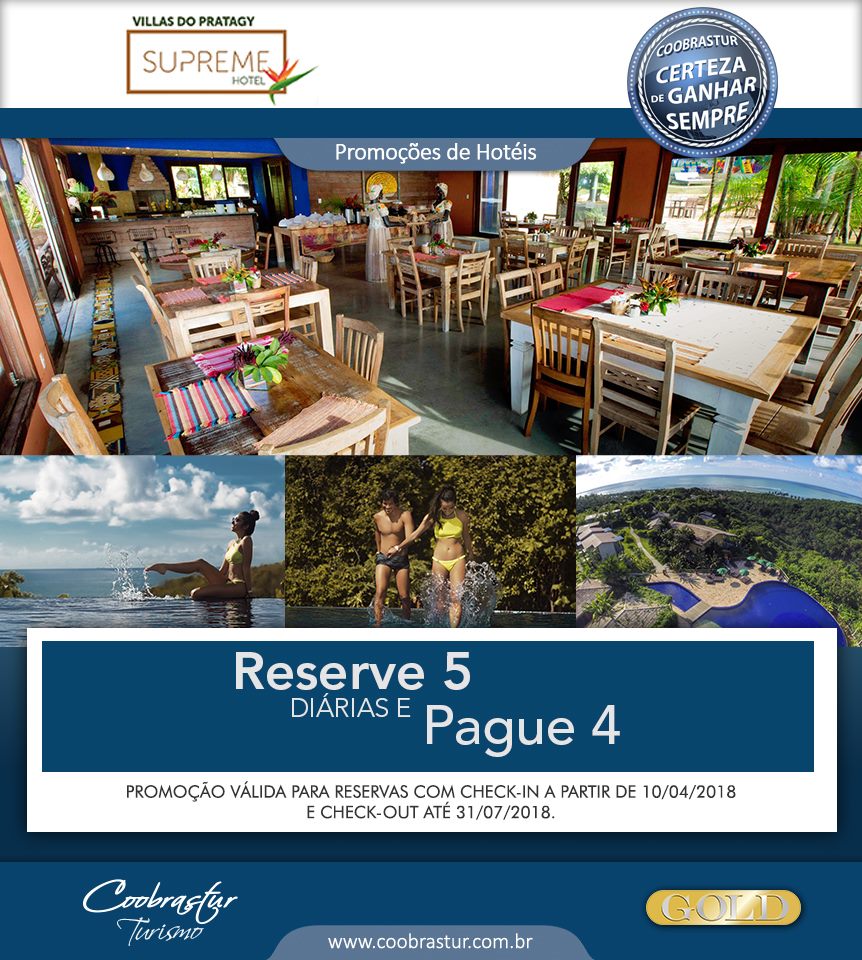 VILLAS DO PRATAGY
SUPREME
HOTEL
COOBRASTUR
CERTEZA
DE GANHAR
SEMPRE
Promoções de Hotéis
Reserve 5
DIÁRIAS E
Pague 4
PROMOÇÃO VÁLIDA PARA RESERVAS COM CHECK-IN A PARTIR DE 10/04/2018
E CHECK-OUT ATÉ 31/07/2018.
Coobrastur
Turismo
GOLD
www.coobrastur.com.br